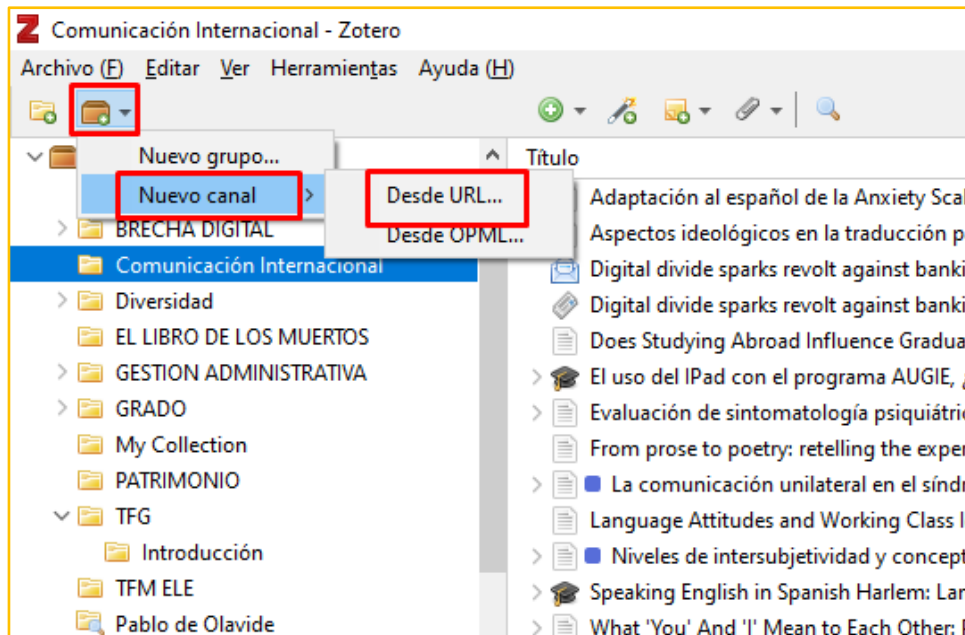 Comunicación Internacional - Zotero
Archivo (F) Editar Ver Herramientas Ayuda (H)
Nuevo grupo...
Nuevo canal
Desde URL...
Desde OPML...
BRECHA DIGITAL
Comunicación Internacional
Diversidad
EL LIBRO DE LOS MUERTOS
GESTION ADMINISTRATIVA
GRADO
My Collection
PATRIMONIO
TFG
Introducción
TFM ELE
Pablo de Olavide
Título
Adaptación al español de la Anxiety Scal
Aspectos ideológicos en la traducción p
Digital divide sparks revolt against banki
Digital divide sparks revolt against banki
Does Studying Abroad Influence Gradua
El uso del IPad con el programa AUGIE, ¿
Evaluación de sintomatología psiquiátri
From prose to poetry: retelling the exper
La comunicación unilateral en el sínd
Language Attitudes and Working Class I
Niveles de intersubjetividad y concept
Speaking English in Spanish Harlem: Lar
What 'You' And 'I' Mean to Each Other: